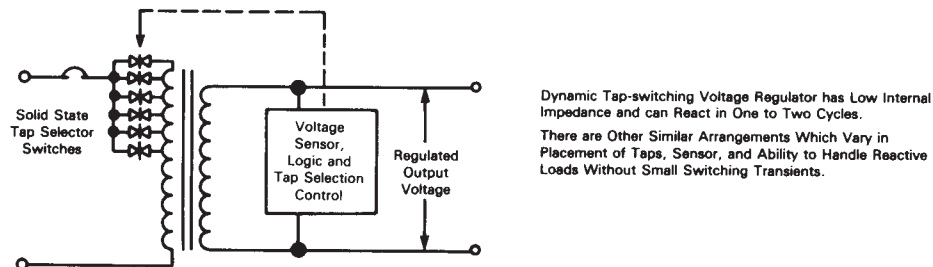 Solid State
Tap Selector
Switches
Voltage
Sensor,
Logic and
Tap Selection
Control
Regulated
Output
Voltage
Dynamic Tap-switching Voltage Regulator has Low Internal
Impedance and can React in One to Two Cycles.
There are Other Similar Arrangements Which Vary in
Placement of Taps, Sensor, and Ability to Handle Reactive
Loads Without Small Switching Transients.